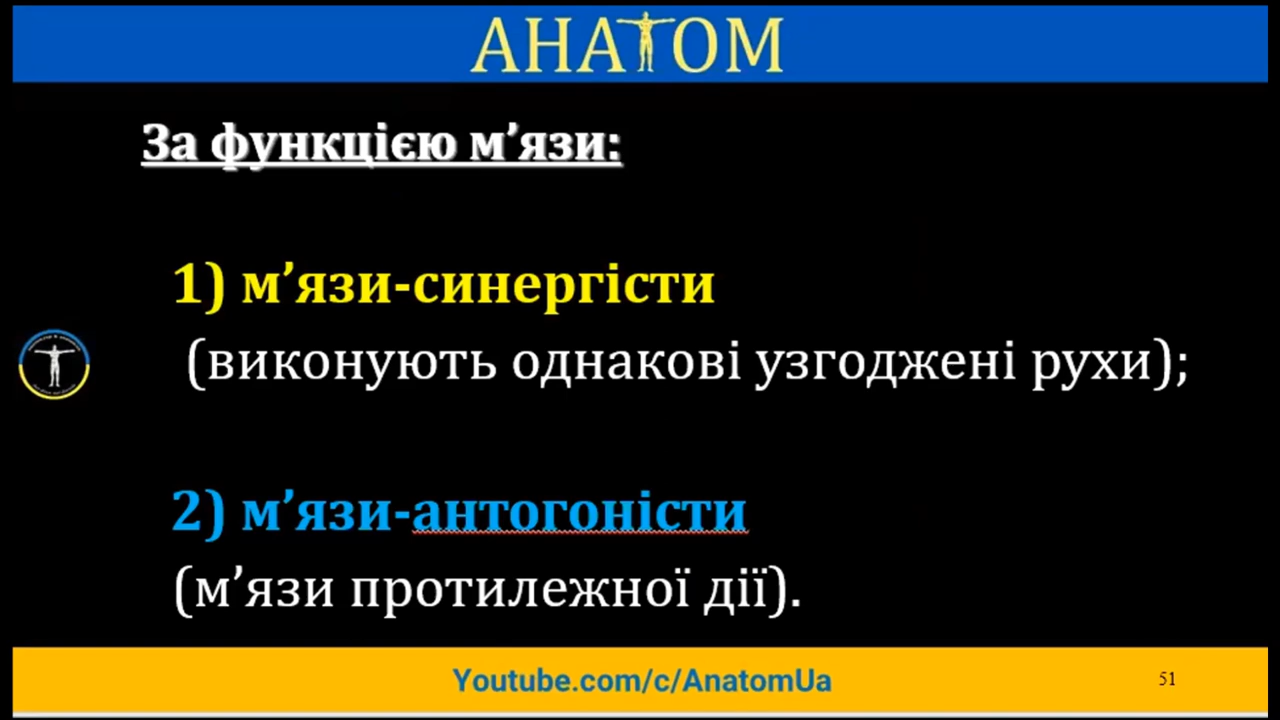 АНАТОМ
За функцією м’язи:
1) м’язи-синергісти
(виконують однакові узгоджені рухи);
2) м’язи-антогоністи
(м’язи протилежної дії).
Youtube.com/c/AnatomUa
51